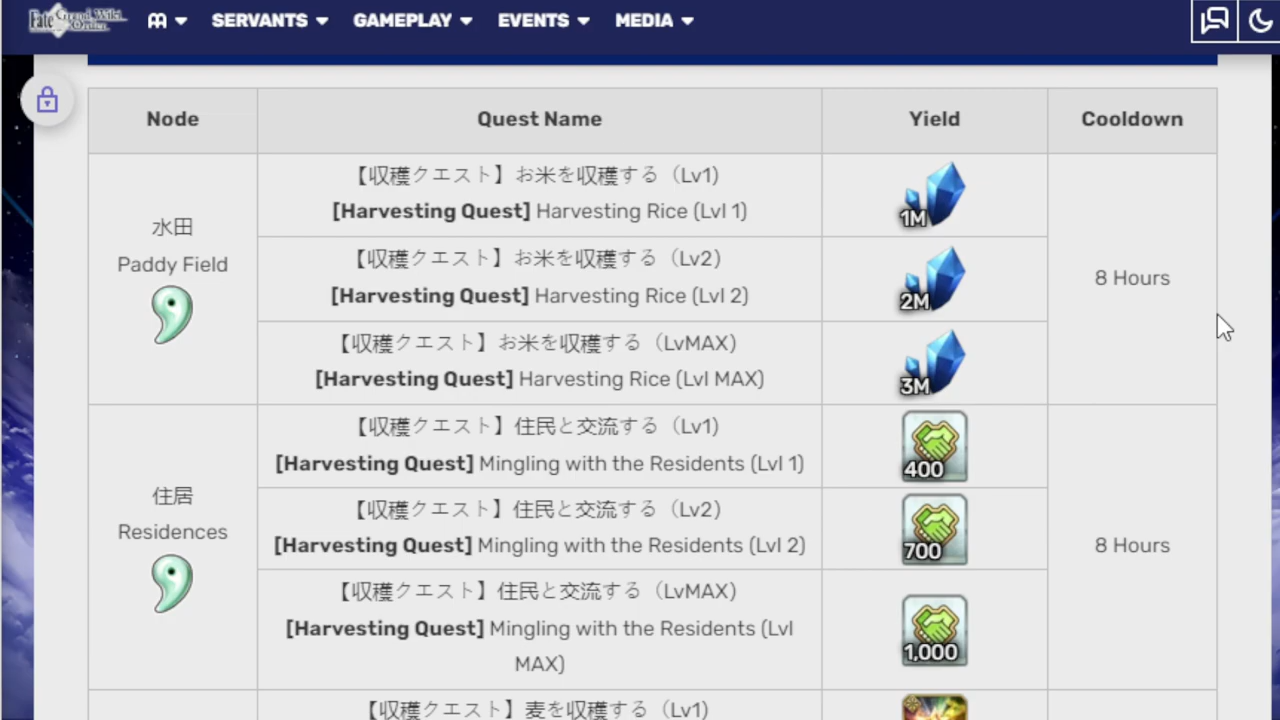 Fate Grand Order Wiki
SERVANTS
GAMEPLAY
EVENTS
MEDIA
Node
Quest Name
Yield
Cooldown
水田
Paddy Field
【収穫クエスト】お米を収穫する（Lv1）
[Harvesting Quest] Harvesting Rice (Lvl 1)
1M
【収穫クエスト】お米を収穫する（Lv2）
[Harvesting Quest] Harvesting Rice (Lvl 2)
2M
【収穫クエスト】お米を収穫する（LvMAX）
[Harvesting Quest] Harvesting Rice (Lvl MAX)
3M
8 Hours
住居
Residences
【収穫クエスト】住民と交流する（Lv1）
[Harvesting Quest] Mingling with the Residents (Lvl 1)
400
【収穫クエスト】住民と交流する（Lv2）
[Harvesting Quest] Mingling with the Residents (Lvl 2)
700
【収穫クエスト】住民と交流する（LvMAX）
[Harvesting Quest] Mingling with the Residents (Lvl
MAX)
1,000
8 Hours
【収穫クエスト】麦を収穫する（Lv1）